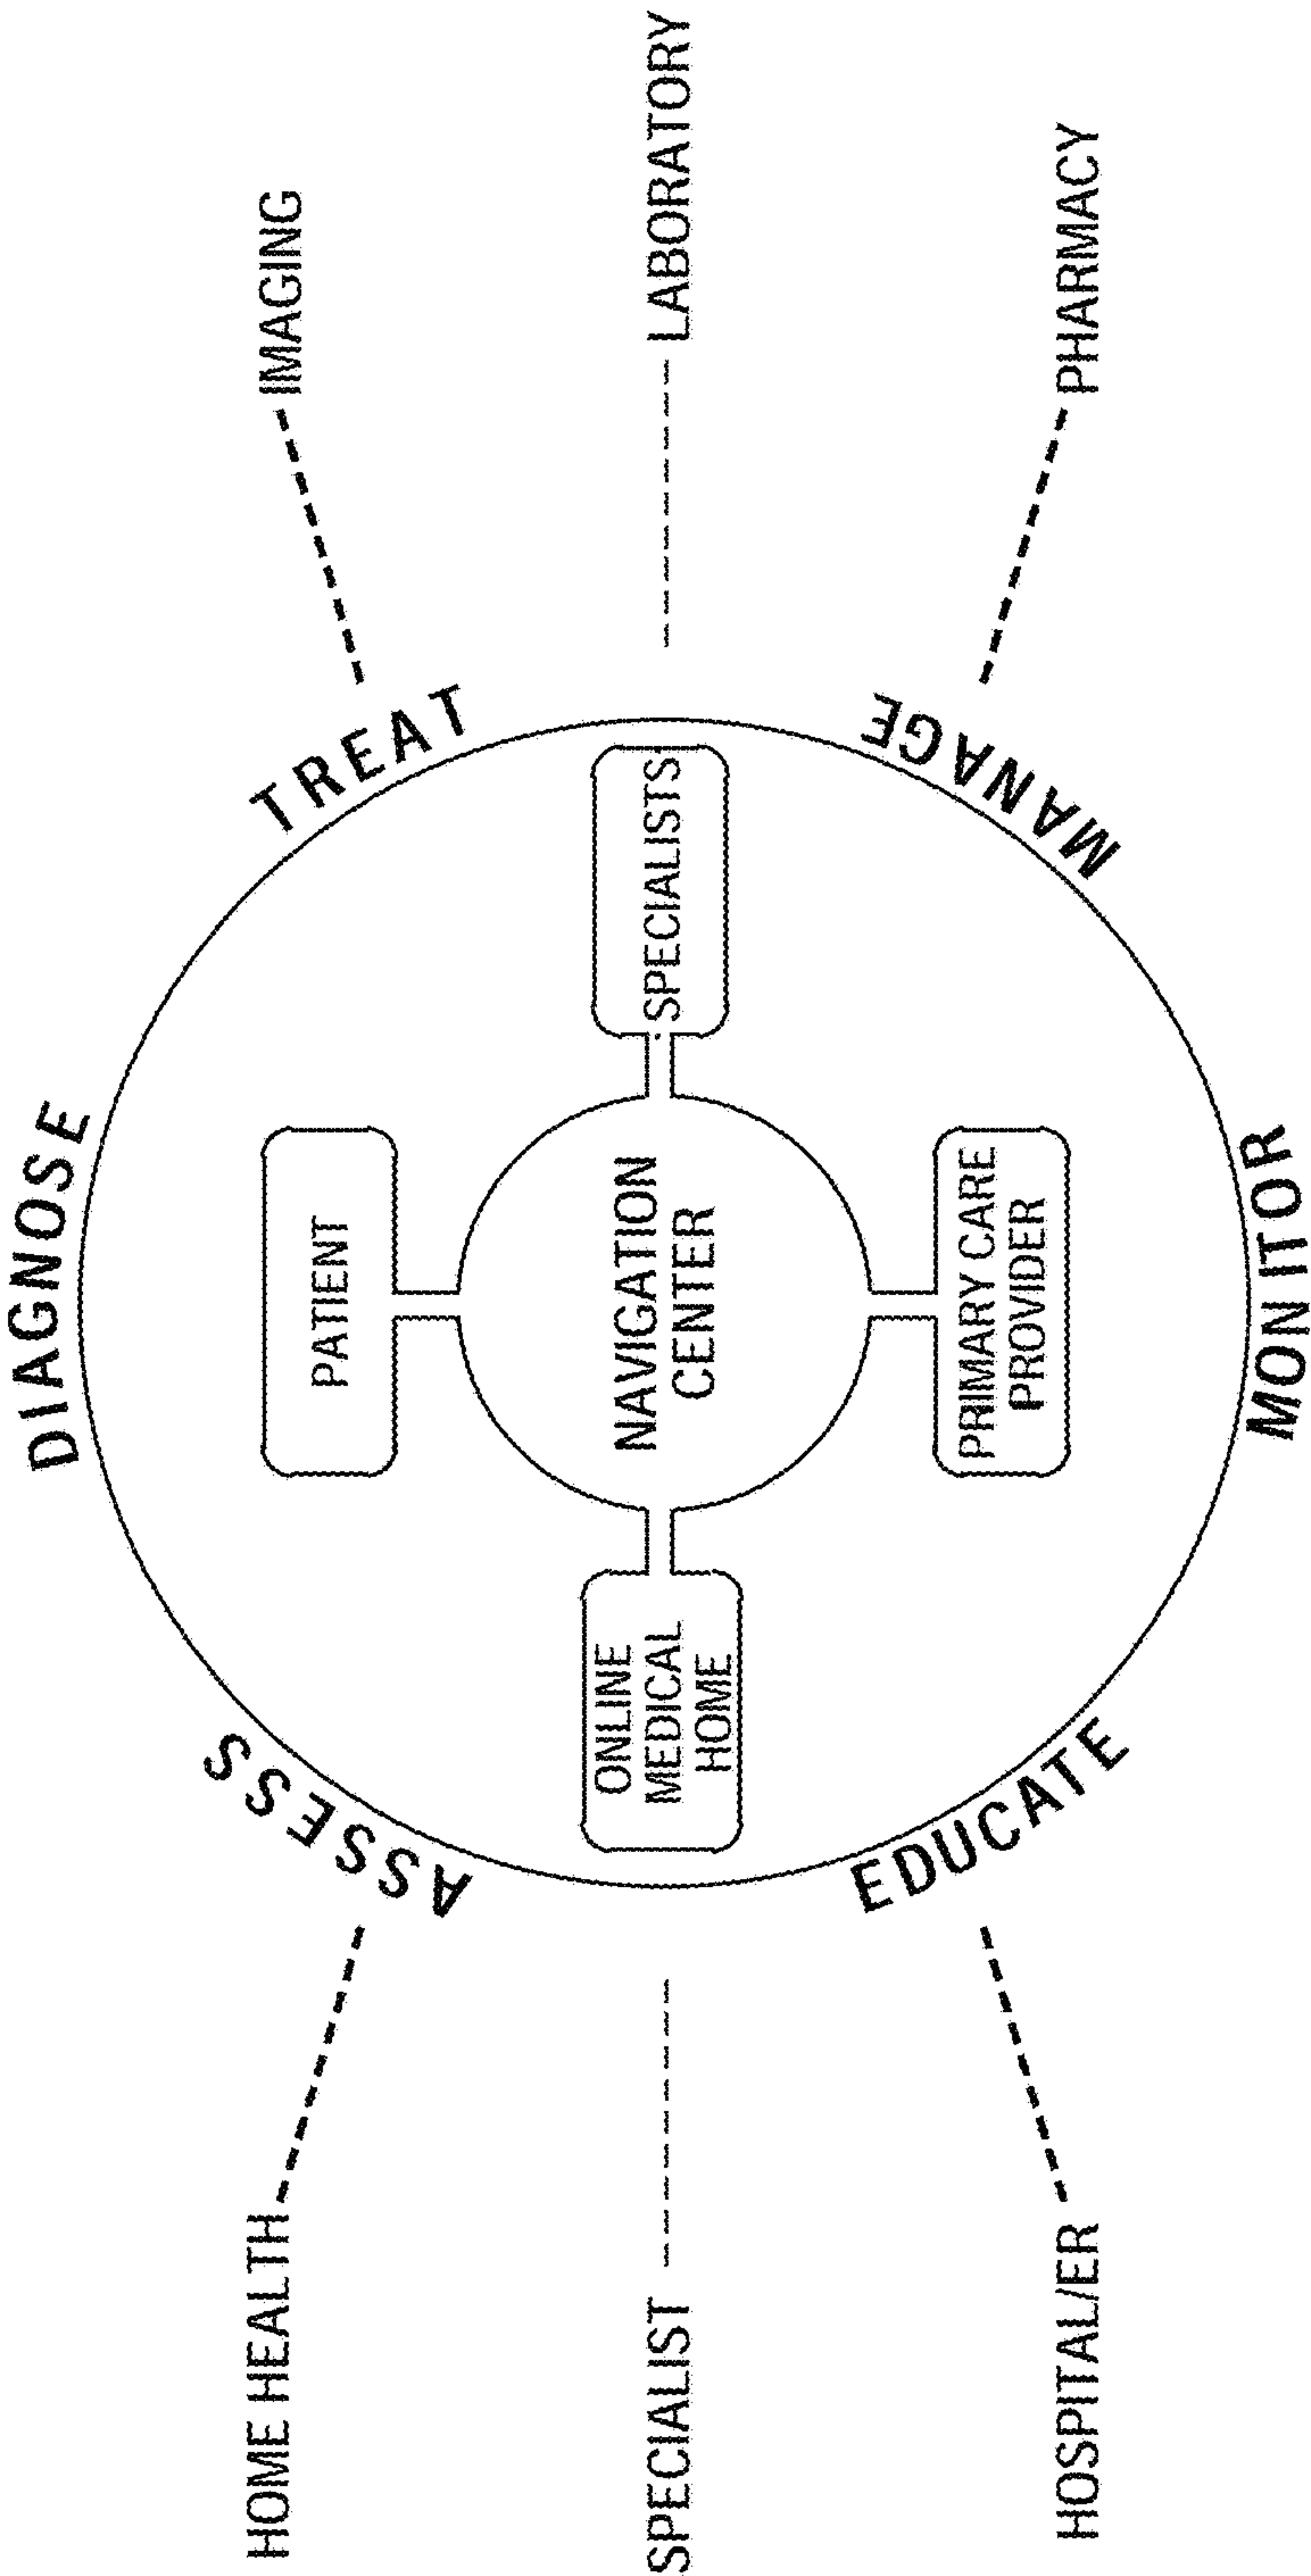 DIAGNOSE
ASSESS
TREAT
HOME HEALTH
IMAGING
PATIENT
SPECIALIST
ONLINE
MEDICAL
HOME
NAVIGATION
CENTER
SPECIALISTS
LABORATORY
PRIMARY CARE
PROVIDER
HOSPITAL/ER
PHARMACY
EDUCATE
MANAGE
MONITOR